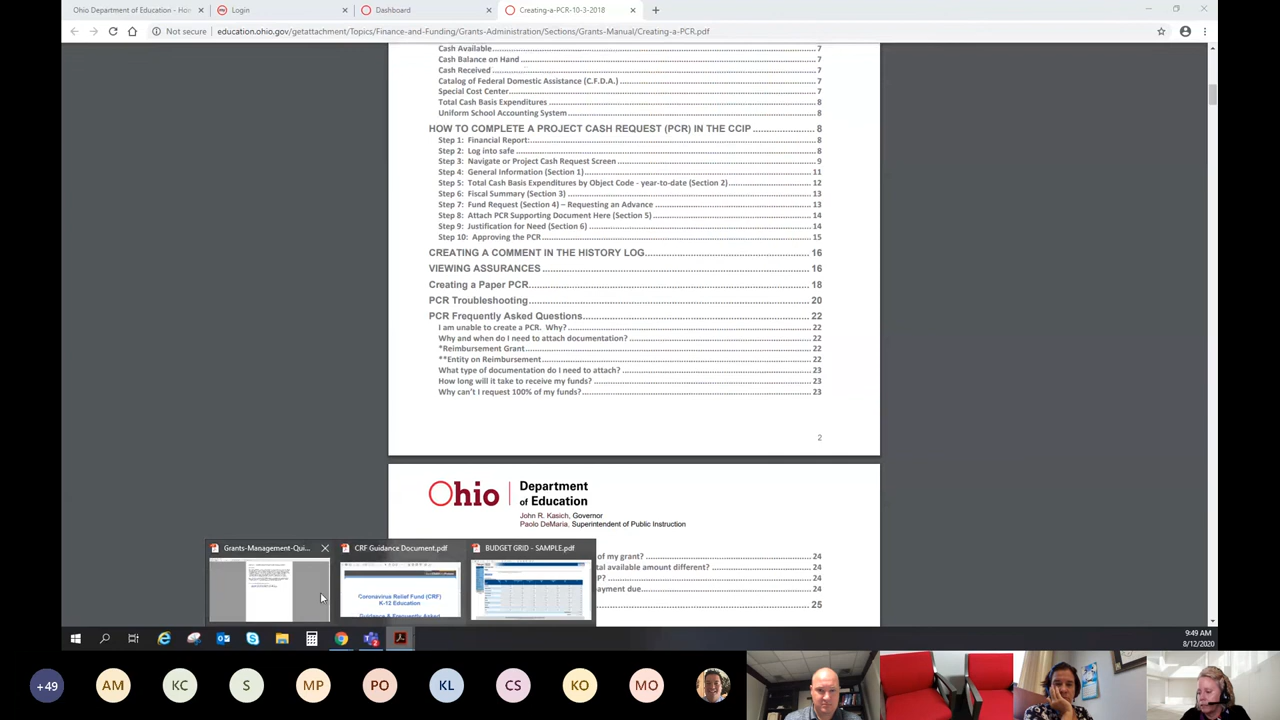 Ohio Department of Education - Ho
Login
Dashboard
Creating-a-PCR-10-3-2018
Not secure
education.ohio.gov/getattachment/Topics/Finance-and-Funding/Grants-Administration/Sections/Grants-Manual/Creating-a-PCR.pdf
Cash Available 7
Cash Balance on Hand 7
Cash Received 7
Catalog of Federal Domestic Assistance (C.F.D.A.) 7
Special Cost Center 7
Total Cash Basis Expenditures 8
Uniform School Accounting System 8
HOW TO COMPLETE A PROJECT CASH REQUEST (PCR) IN THE CCIP 8
Step 1: Financial Report: 8
Step 2: Log into safe 8
Step 3: Navigate or Project Cash Request Screen 9
Step 4: General Information (Section 1) 11
Step 5: Total Cash Basis Expenditures by Object Code - year-to-date (Section 2) 12
Step 6: Fiscal Summary (Section 3) 13
Step 7: Fund Request (Section 4) – Requesting an Advance 13
Step 8: Attach PCR Supporting Document Here (Section 5) 14
Step 9: Justification for Need (Section 6) 14
Step 10: Approving the PCR 15
CREATING A COMMENT IN THE HISTORY LOG 16
VIEWING ASSURANCES 16
Creating a Paper PCR 18
PCR Troubleshooting 20
PCR Frequently Asked Questions 22
I am unable to create a PCR. Why? 22
Why and when do I need to attach documentation? 22
*Reimbursement Grant 22
**Entity on Reimbursement 22
What type of documentation do I need to attach? 23
How long will it take to receive my funds? 23
Why can't I request 100% of my funds? 23
2
Ohio
Department
of Education
John R. Kasich, Governor
Paolo DeMaria, Superintendent of Public Instruction
Grants-Management-Qui...
CRF Guidance Document.pdf
BUDGET GRID - SAMPLE.pdf
of my grant? 24
tal available amount different? 24
P? 24
ayment due. 24
25
Coronavirus Relief Fund (CRF)
K-12 Education
Guidance & Frequently Asked
9:49 AM
8/12/2020
+49
AM
KC
S
MP
PO
KL
CS
KO
MO